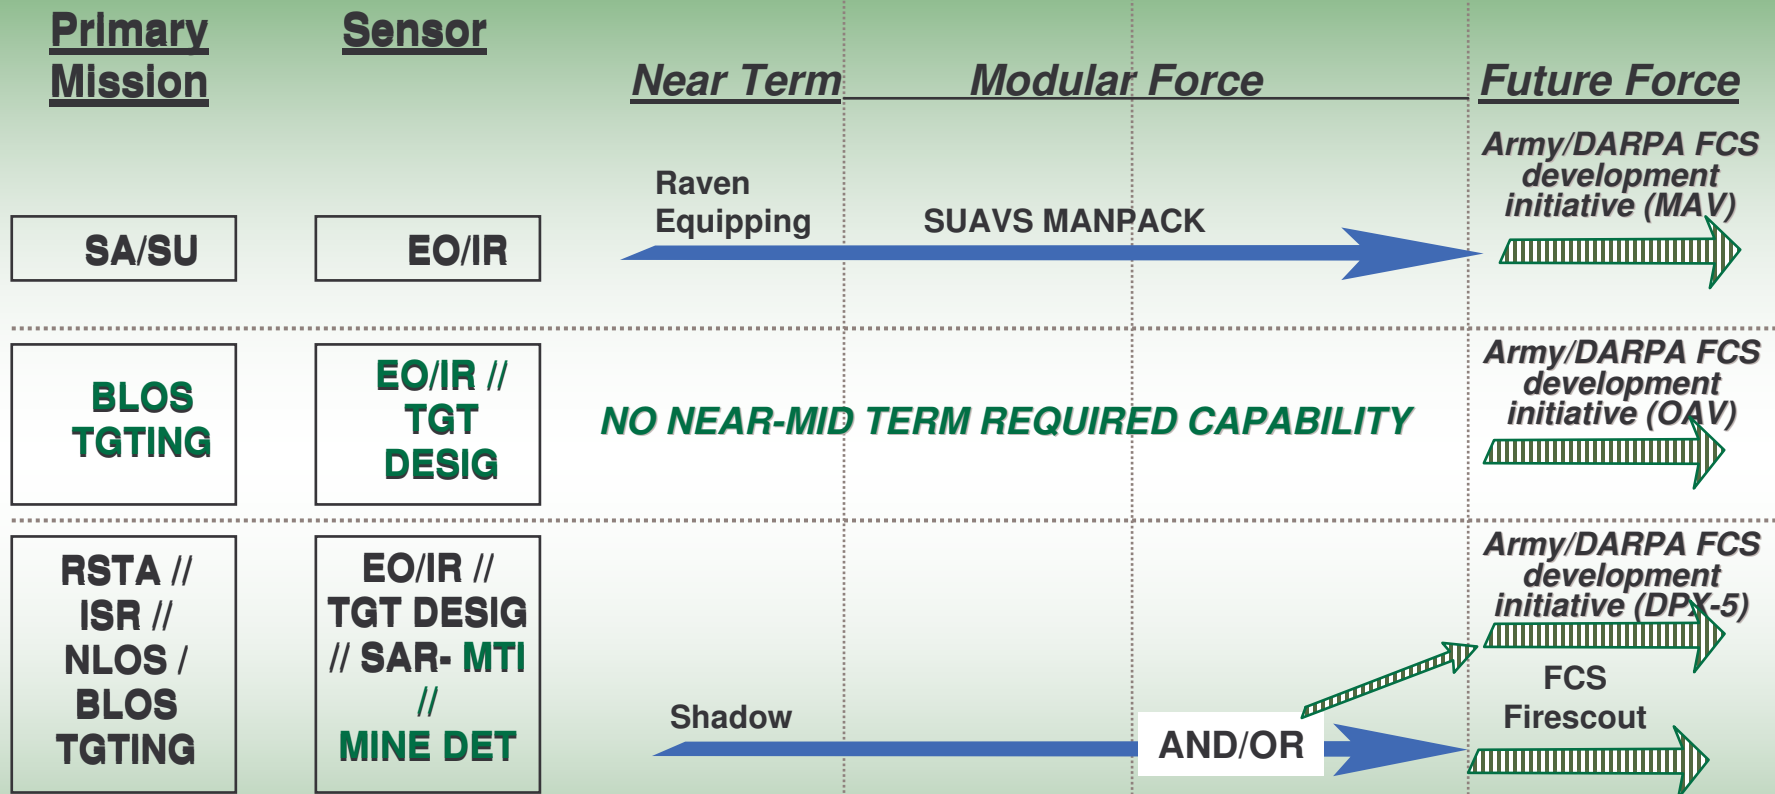 Primary
Mission
Sensor
Near Term
Modular Force
Future Force
SA/SU
EO/IR
Raven
Equipping
SUAVS MANPACK
Army/DARPA FCS
development
initiative (MAV)
BLOS
TGTING
EO/IR //
TGT
DESIG
NO NEAR-MID TERM REQUIRED CAPABILITY
Army/DARPA FCS
development
initiative (OAV)
RSTA //
ISR //
NLOS /
BLOS
TGTING
EO/IR //
TGT DESIG
// SAR- MTI
//
MINE DET
Shadow
AND/OR
Army/DARPA FCS
development
initiative (DPX-5)
FCS
Firescout